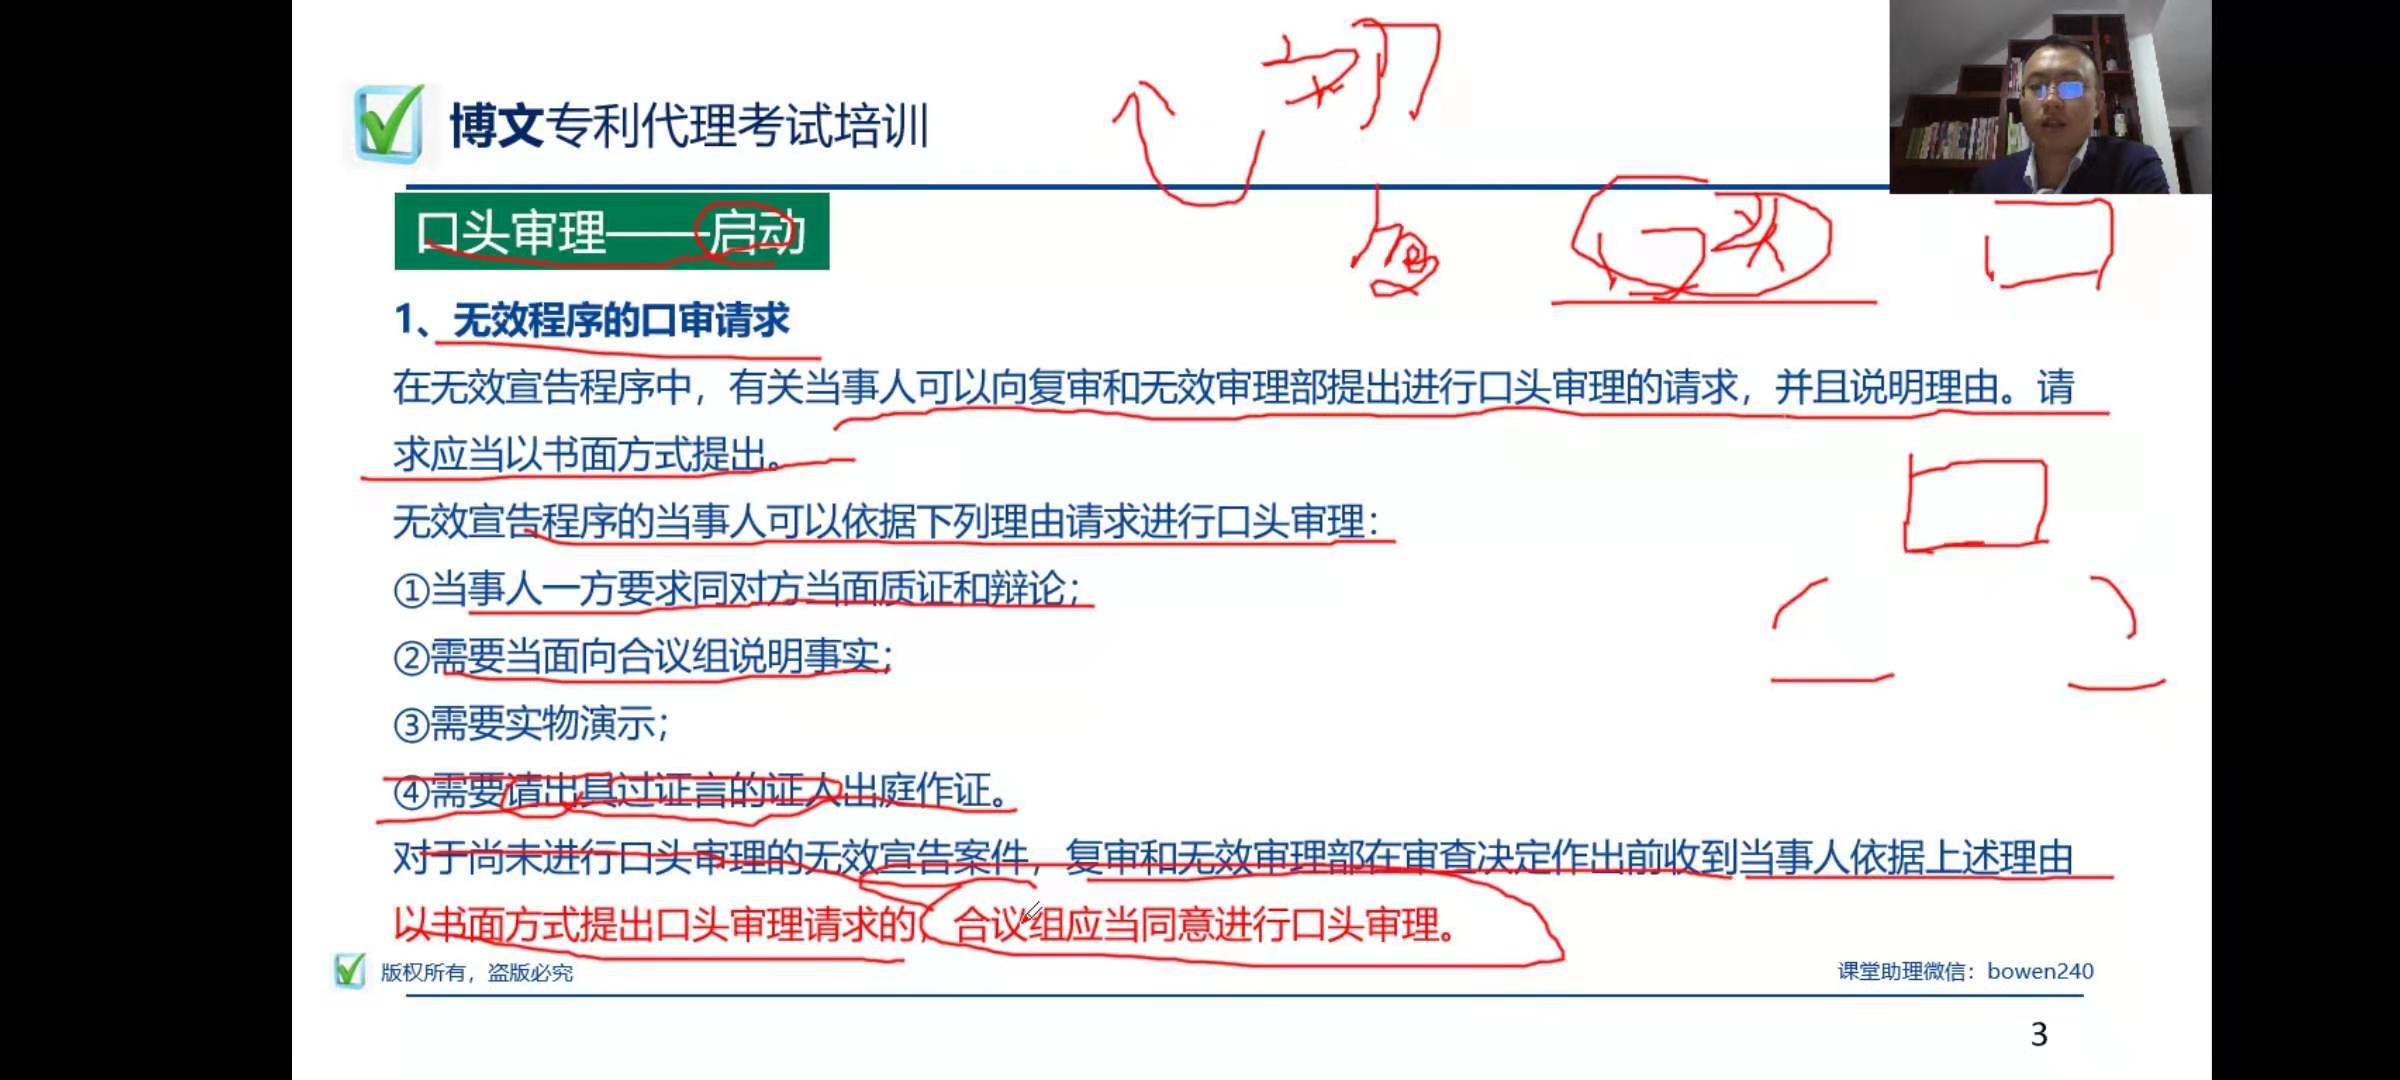 博文专利代理考试培训
口头审理——启动
1、无效程序的口审请求
在无效宣告程序中，有关当事人可以向复审和无效审理部提出进行口头审理的请求，并且说明理由。请
求应当以书面方式提出。
无效宣告程序的当事人可以依据下列理由请求进行口头审理：
①当事人一方要求同对方当面质证和辩论；
②需要当面向合议组说明事实；
③需要实物演示；
④需要请出具过证言的证人出庭作证。
对于尚未进行口头审理的无效宣告案件，复审和无效审理部在审查决定作出前收到当事人依据上述理由
以书面方式提出口头审理请求的，合议组应当同意进行口头审理。
版权所有，盗版必究
课堂助理微信：bowen240
3